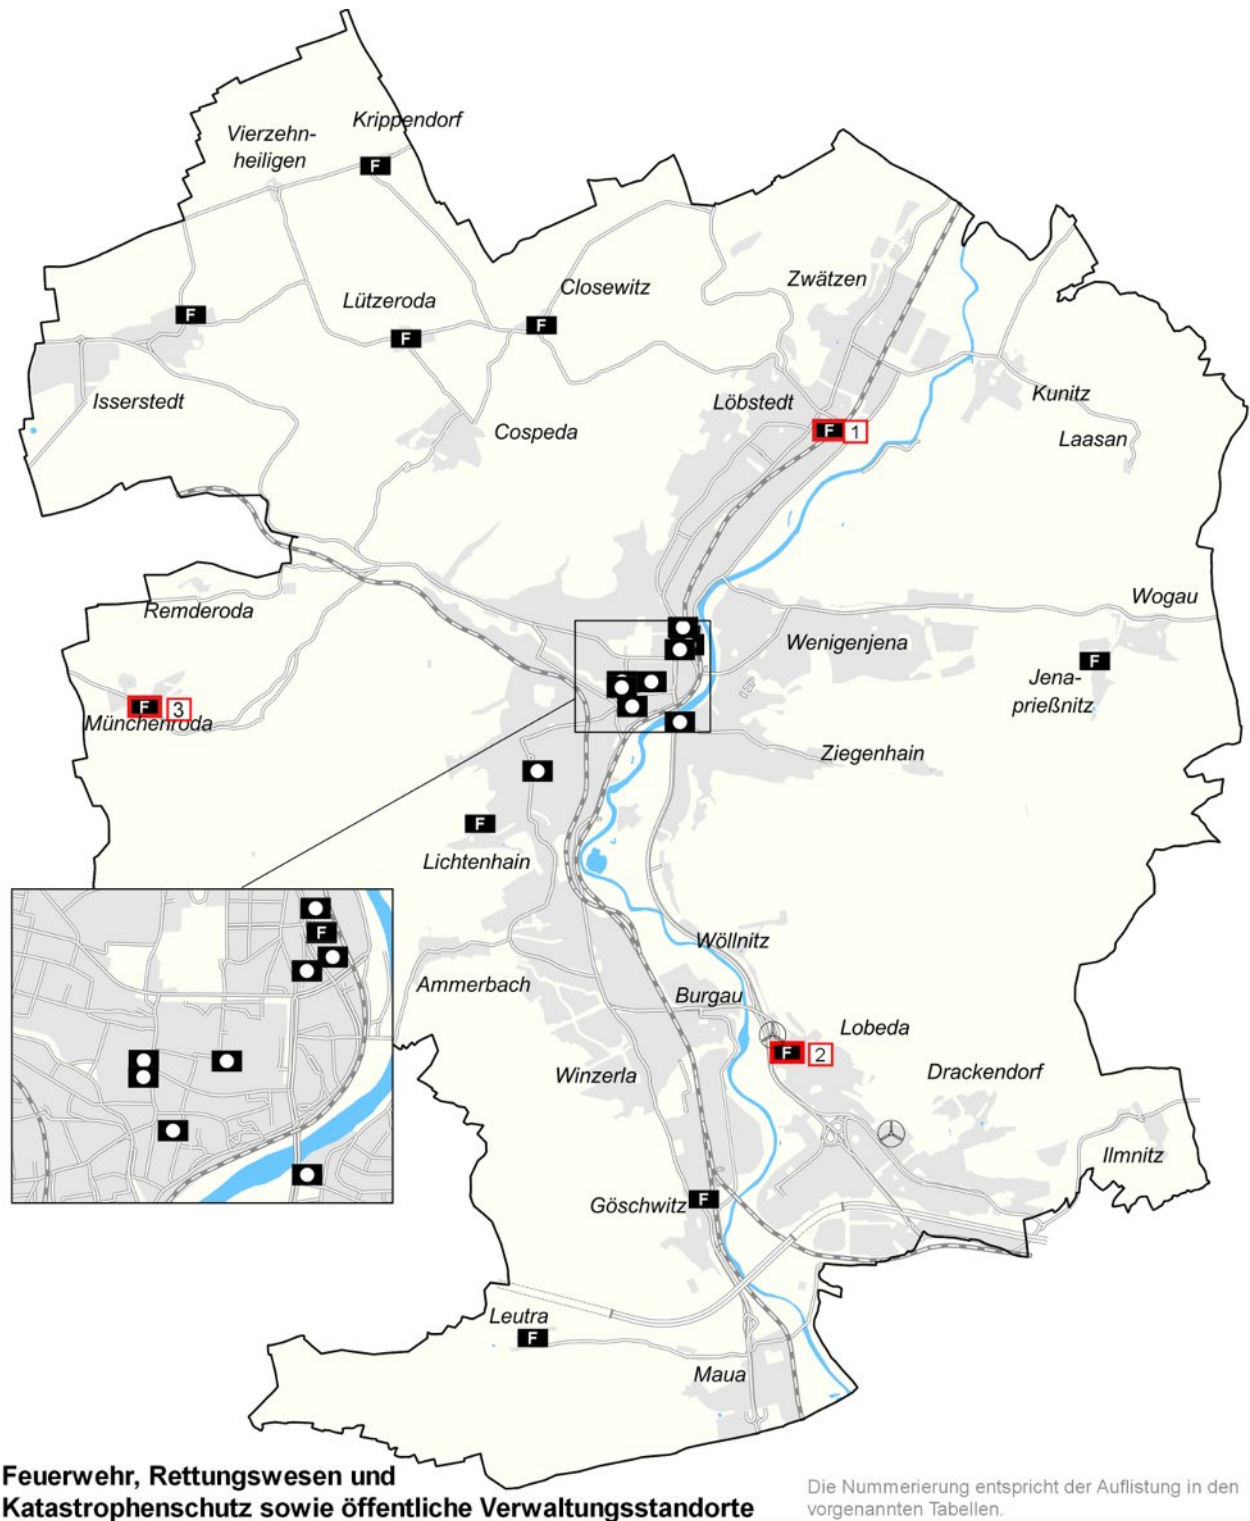 Krippendorf
Vierzehn-
heiligen
F
Zwätzen
Closewitz
Lützeroda
F
F
F
Kunitz
Isserstedt
Löbstedt
Cospeda
F 1
Laasan
Wogau
Remderoda
Wenigenjena
F
Jena-
prießnitz
F 3
Münchenroda
Ziegenhain
F
Lichtenhain
F
Wöllnitz
Ammerbach
Burgau
Lobeda
F 2
Winzerla
Drackendorf
Ilmnitz
Göschwitz F
Leutra
F
Maua
Feuerwehr, Rettungswesen und
Katastrophenschutz sowie öffentliche Verwaltungsstandorte
Die Nummerierung entspricht der Auflistung in den
vorgenannten Tabellen.